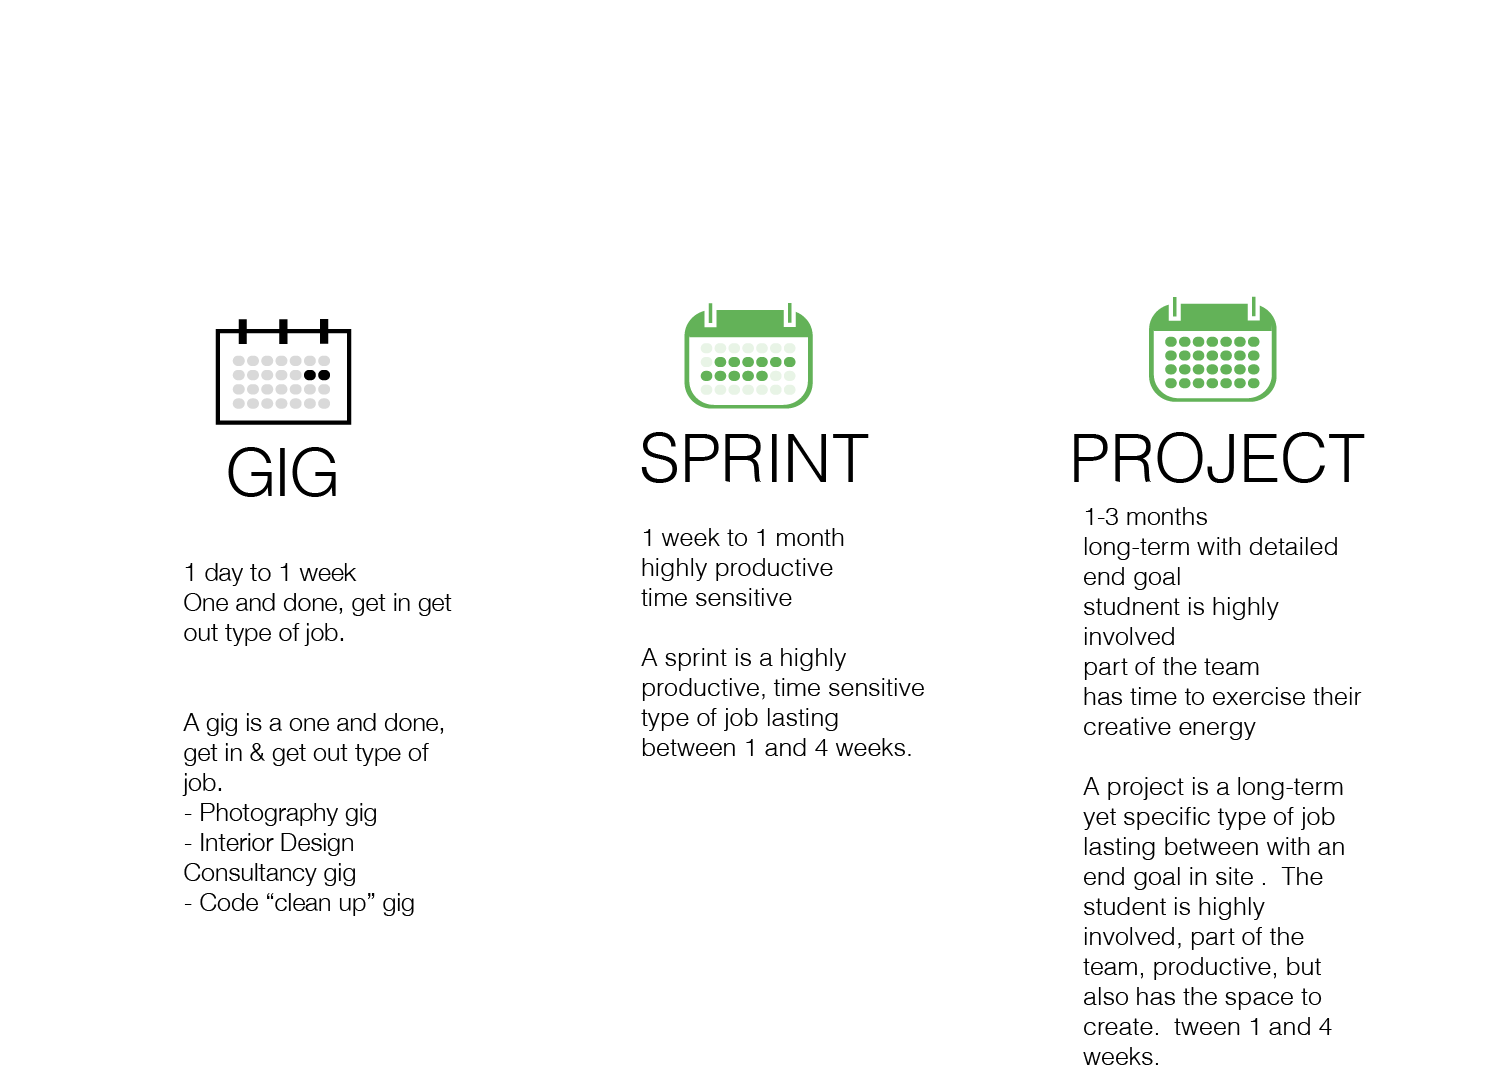 GIG
1 day to 1 week
One and done, get in get
out type of job.
A gig is a one and done,
get in & get out type of
job.
- Photography gig
- Interior Design
Consultancy gig
- Code “clean up” gig
SPRINT
1 week to 1 month
highly productive
time sensitive
A sprint is a highly
productive, time sensitive
type of job lasting
between 1 and 4 weeks.
PROJECT
1-3 months
long-term with detailed
end goal
studnent is highly
involved
part of the team
has time to exercise their
creative energy
A project is a long-term
yet specific type of job
lasting between with an
end goal in site .  The
student is highly
involved, part of the
team, productive, but
also has the space to
create.  tween 1 and 4
weeks.